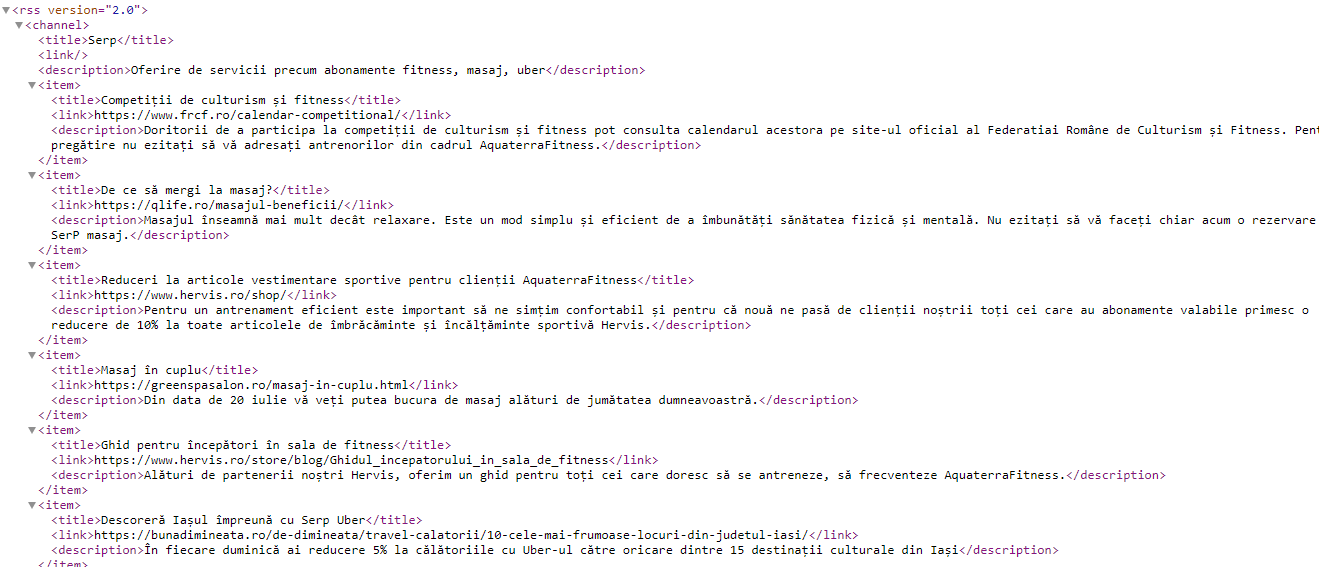 ▼<rss version="2.0">
▼<channel>
<title>Serp</title>
<link/>
<description>Oferire de servicii precum abonamente fitness, masaj, uber</description>
▼<item>
<title>Competiții de culturism și fitness</title>
<link>https://www.frcf.ro/calendar-competitional/</link>
<description>Doritorii de a participa la competiții de culturism și fitness pot consulta calendarul acestora pe site-ul oficial al Federatiai Române de Culturism și Fitness.
pregătire nu ezitați să vă adresați antrenorilor din cadrul AquaterraFitness.</description>
</item>
▼<item>
<title>De ce să mergi la masaj?</title>
<link>https://qlife.ro/masajul-beneficii/</link>
<description>Masajul înseamnă mai mult decât relaxare. Este un mod simplu și eficient de a îmbunătăți sănătatea fizică și mentală. Nu ezitați să vă faceți chiar acum o rezervare
SerP masaj.</description>
</item>
▼<item>
<title>Reduceri la articole vestimentare sportive pentru clienții AquaterraFitness</title>
<link>https://www.hervis.ro/shop/</link>
<description>Pentru un antrenament eficient este important să ne simțim confortabil și pentru că nouă ne pasă de clienții noștrii toți cei care au abonamente valabile primesc o
reducere de 10% la toate articolele de îmbrăcăminte și încălțăminte sportivă Hervis.</description>
</item>
▼<item>
<title>Masaj în cuplu</title>
<link>https://greenspasalon.ro/masaj-in-cuplu.html</link>
<description>Din data de 20 iulie vă veți putea bucura de masaj alături de jumătatea dumneavoastră.</description>
</item>
▼<item>
<title>Ghid pentru începători în sala de fitness</title>
<link>https://www.hervis.ro/store/blog/Ghidul_incepatorului_in_sala_de_fitness</link>
<description>Alături de partenerii noștri Hervis, oferim un ghid pentru toți cei care doresc să se antreneze, să frecventeze AquaterraFitness.</description>
</item>
▼<item>
<title>Descoreră Iașul împreună cu Serp Uber</title>
<link>https://bunadimineata.ro/de-dimineata/travel-calatorii/10-cele-mai-frumoase-locuri-din-judetul-iasi/</link>
<description>În fiecare duminică ai reducere 5% la călătoriile cu Uber-ul către oricare dintre 15 destinații culturale din Iași</description>
</item>